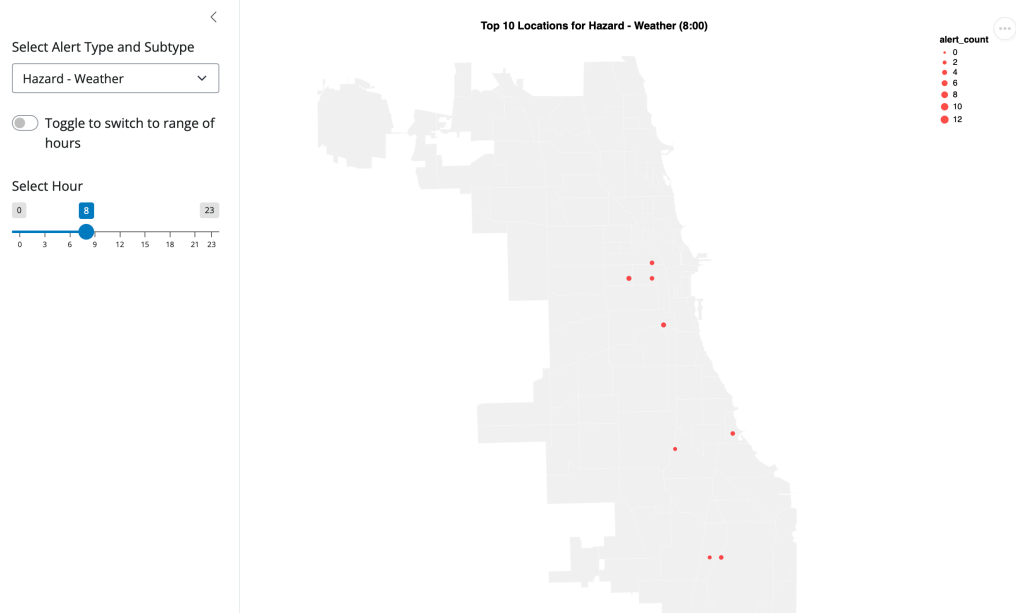 Select Alert Type and Subtype
Hazard - Weather
Toggle to switch to range of
hours
Select Hour
0 8 23
0 3 6 9 12 15 18 21 23
Top 10 Locations for Hazard - Weather (8:00)
alert_count
0
2
4
6
8
10
12